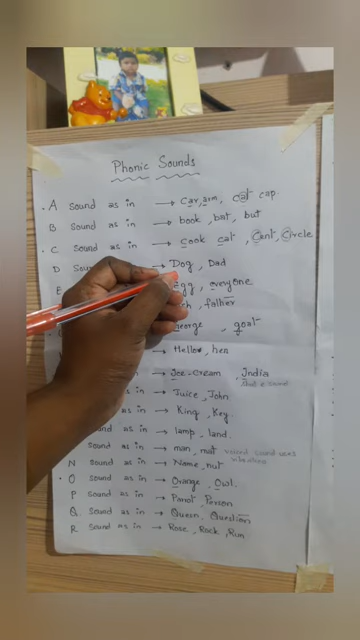 Phonic Sounds
. A Sound as in → car, arm, cat cap
B Sound as in → book, bat, but
. C Sound as in → Cook cat, Cent, Circle
D → Dog, Dad
E Egg, everyone
father
George, goat
Hello, hen
in → Ice-cream, India
as in → Juice, John
as in → King, Key.
sound as in → lamp, land.
sound as in → man, mat
N Sound as in → Name, nut
. O Sound as in → Orange, Owl.
P Sound as in → Parrot, Person
Q Sound as in → Queen, Question
R Sound as in → Rose, Rock, Run